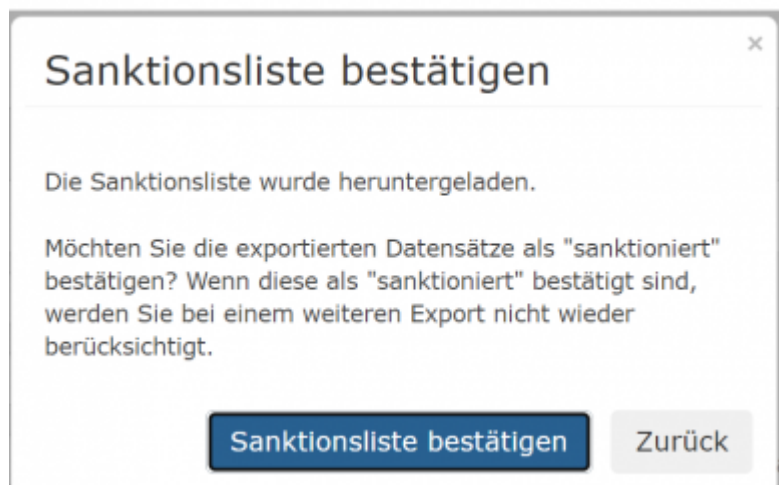 ×
Sanktionsliste bestätigen
Die Sanktionsliste wurde heruntergeladen.
Möchten Sie die exportierten Datensätze als "sanktioniert"
bestätigen? Wenn diese als "sanktioniert" bestätigt sind,
werden Sie bei einem weiteren Export nicht wieder
berücksichtigt.
Sanktionsliste bestätigen Zurück